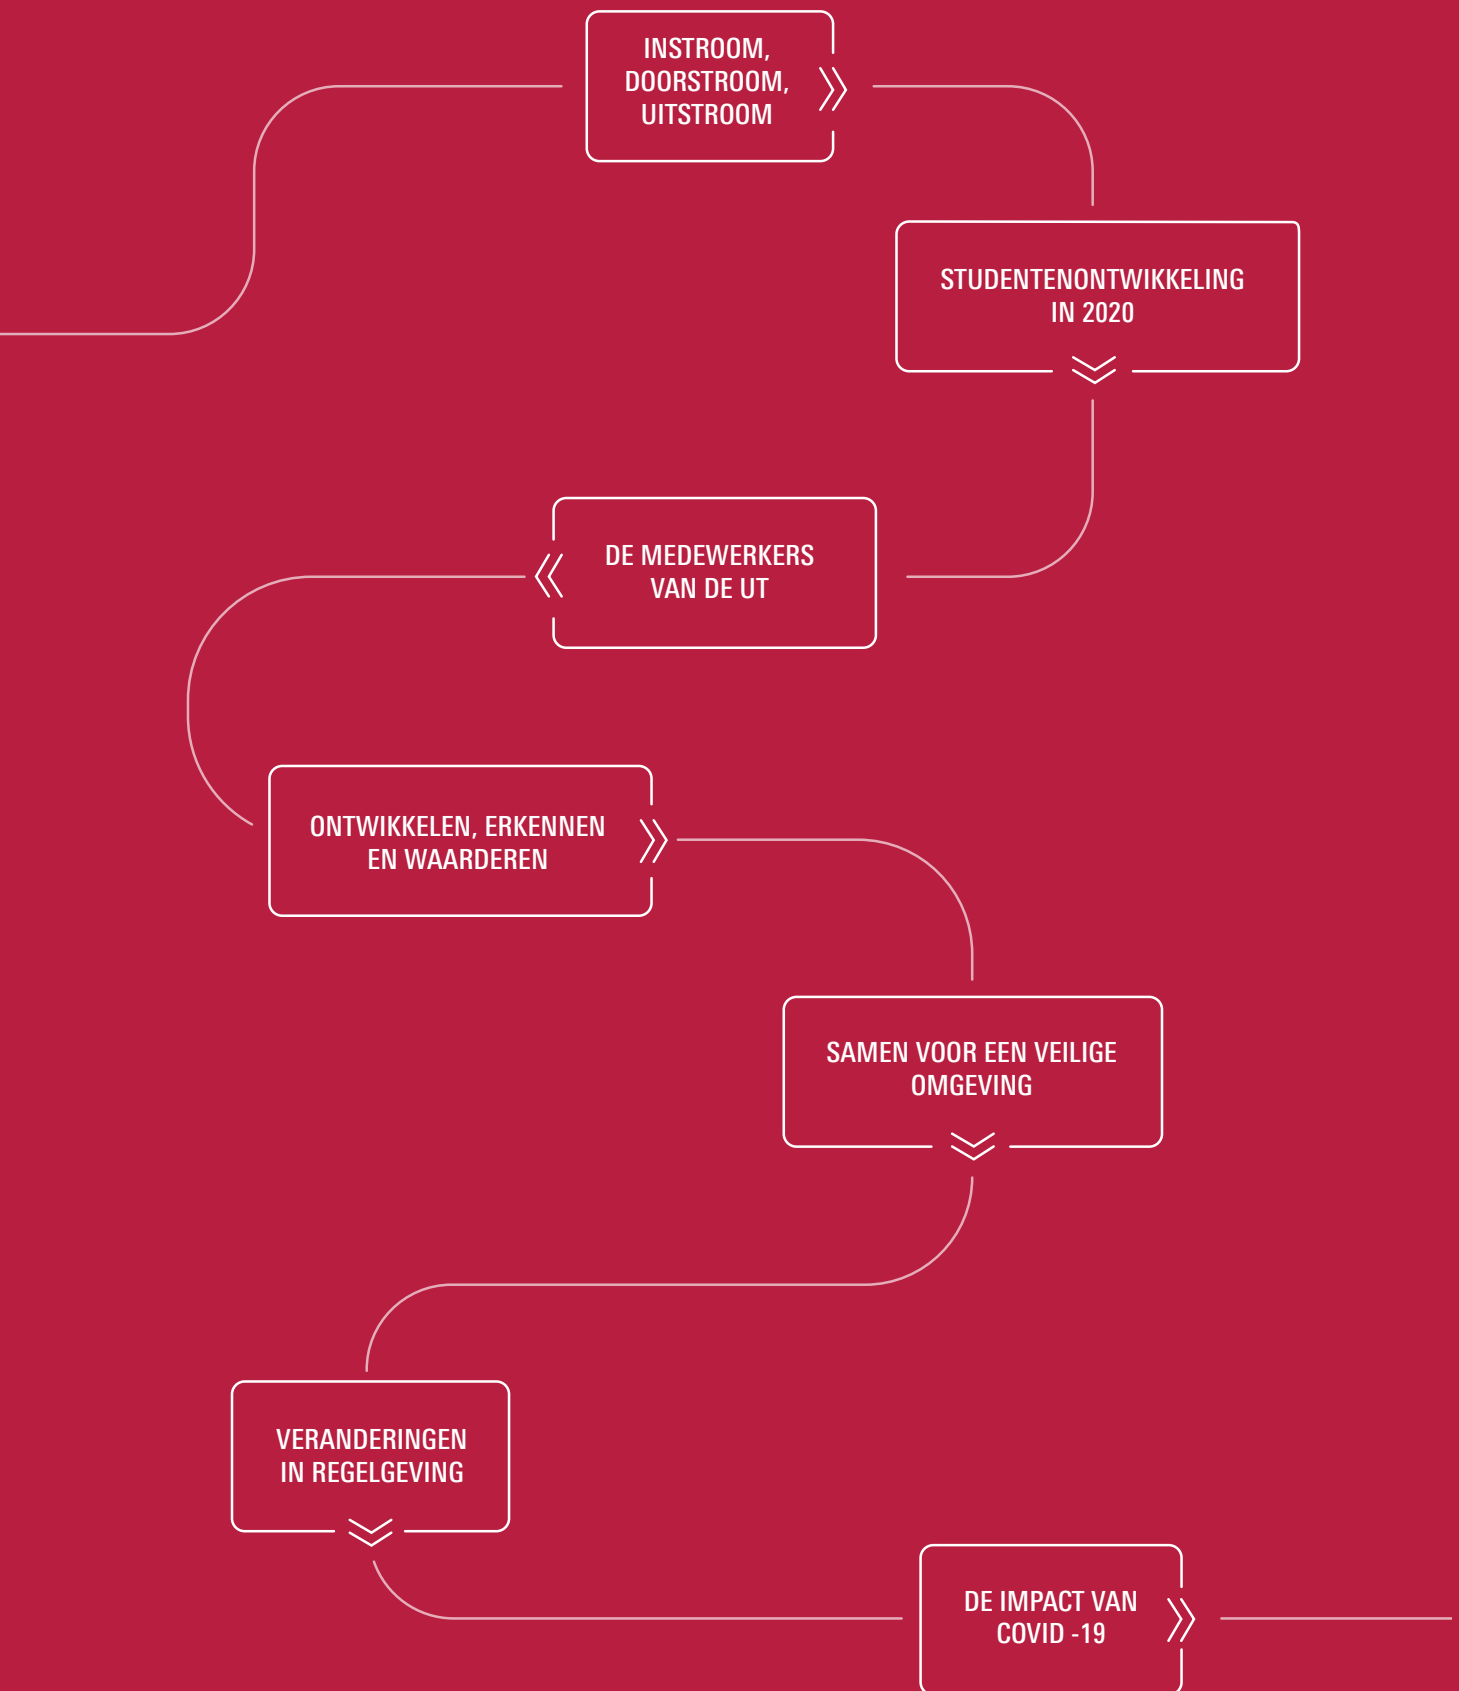 INSTROOM,
DOORSTROOM,
UITSTROOM
STUDENTENONTWIKKELING
IN 2020
DE MEDEWERKERS
VAN DE UT
ONTWIKKELEN, ERKENNEN
EN WAARDEREN
SAMEN VOOR EEN VEILIGE
OMGEVING
VERANDERINGEN
IN REGELGEVING
DE IMPACT VAN
COVID -19